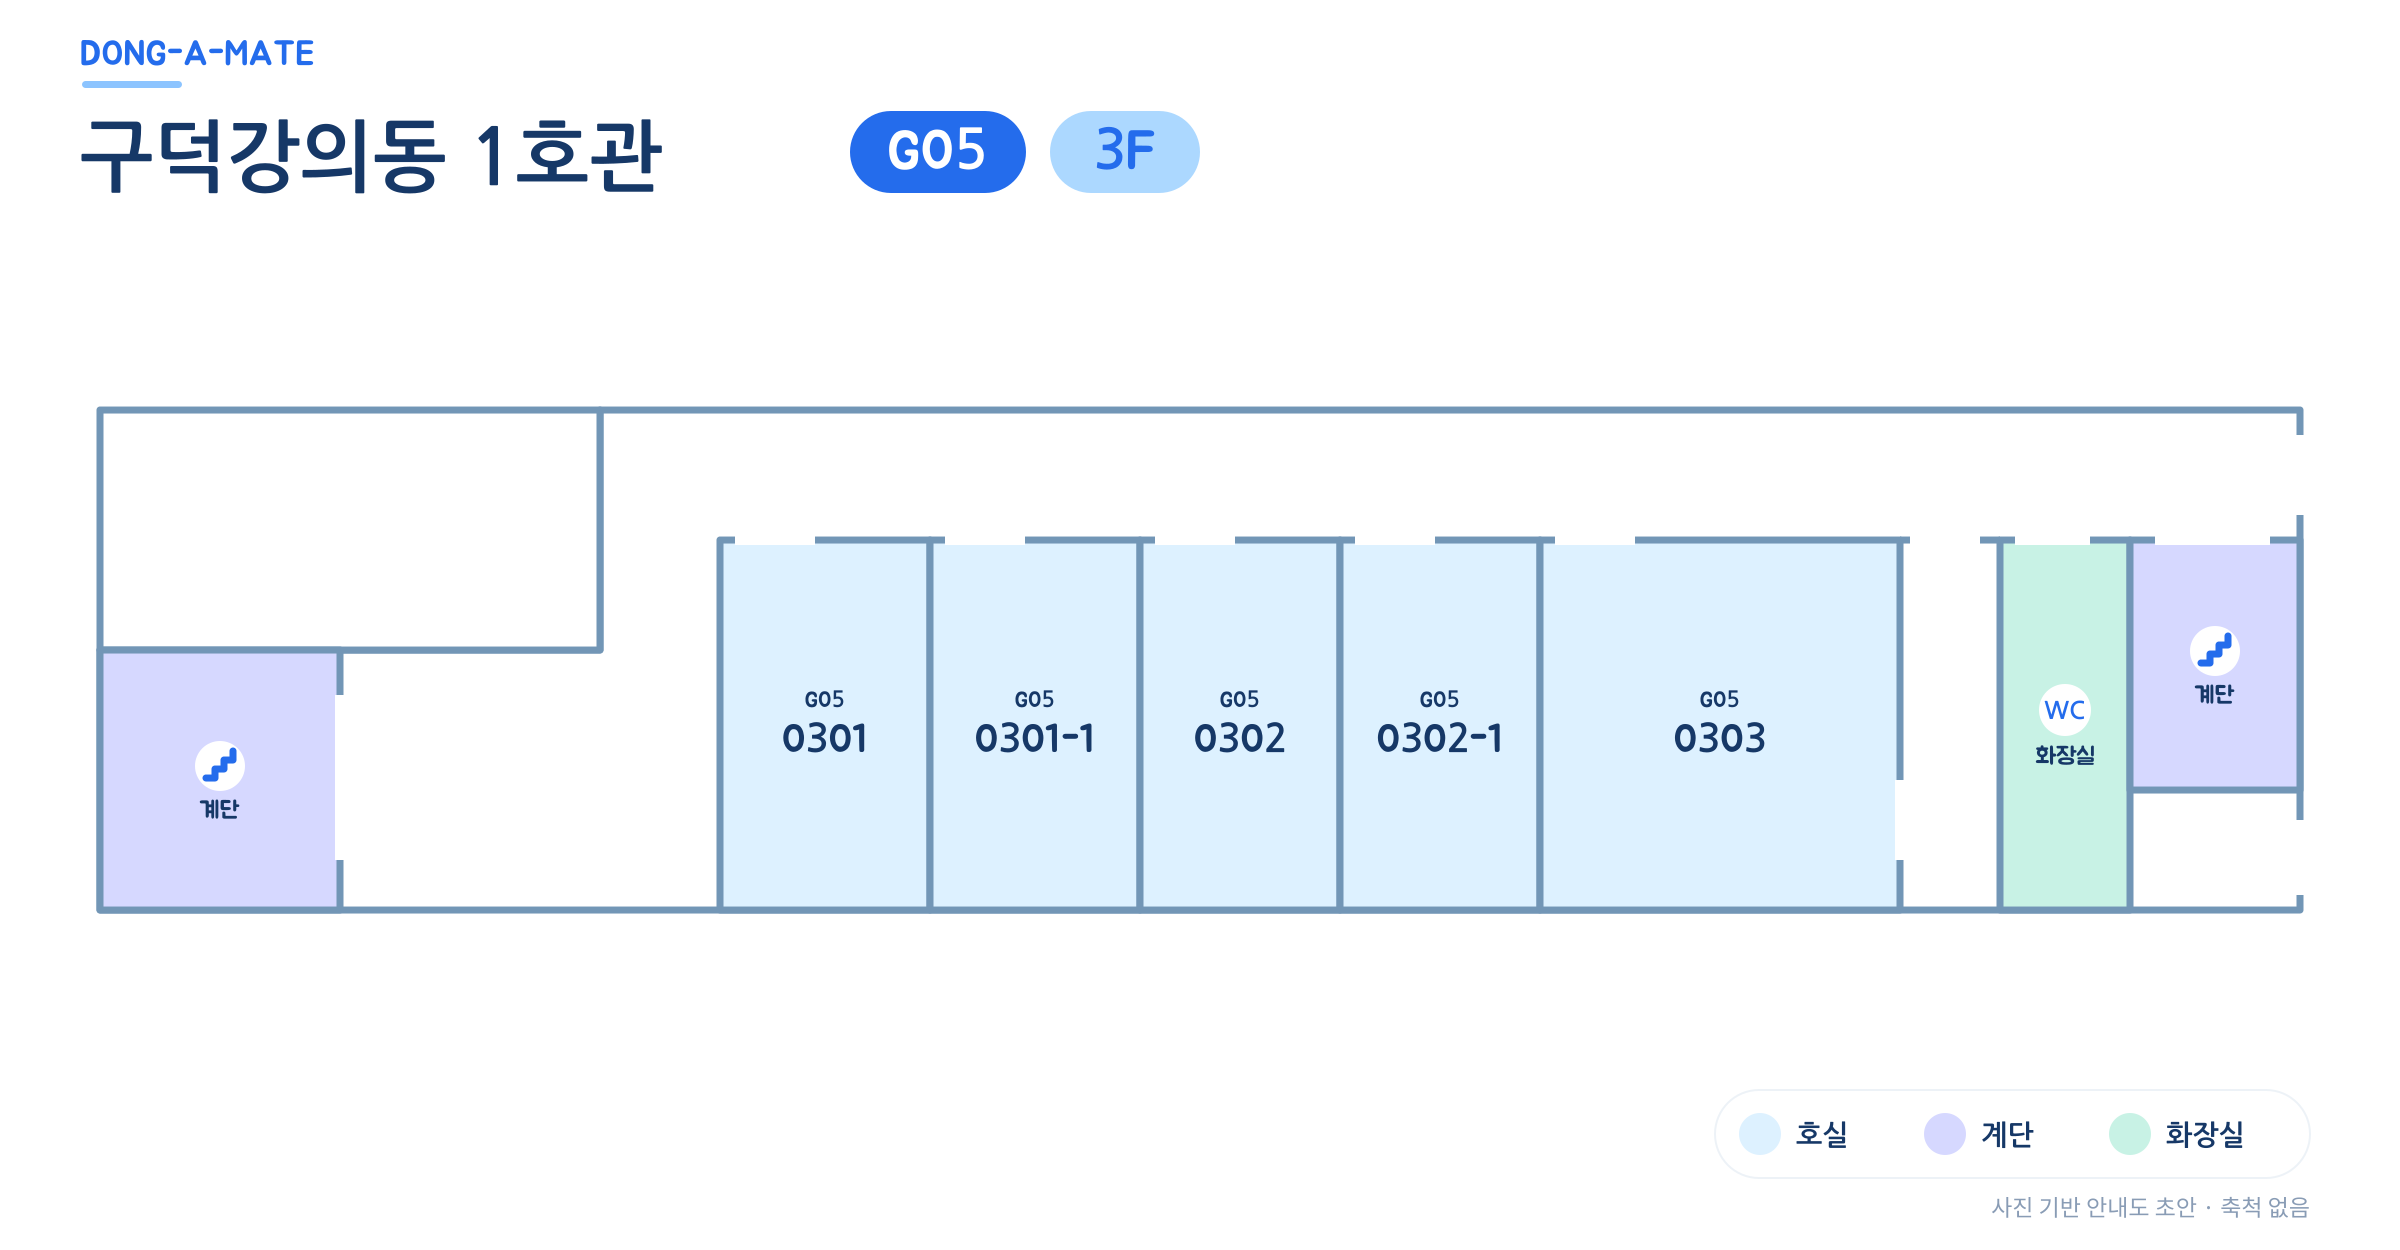 DONG-A-MATE
구덕강의동 1호관
G05
3F
G05
0301
G05
0301-1
G05
0302
G05
0302-1
G05
0303
WC
화장실
계단
계단
호실
계단
화장실
사진 기반 안내도 초안 · 축척 없음